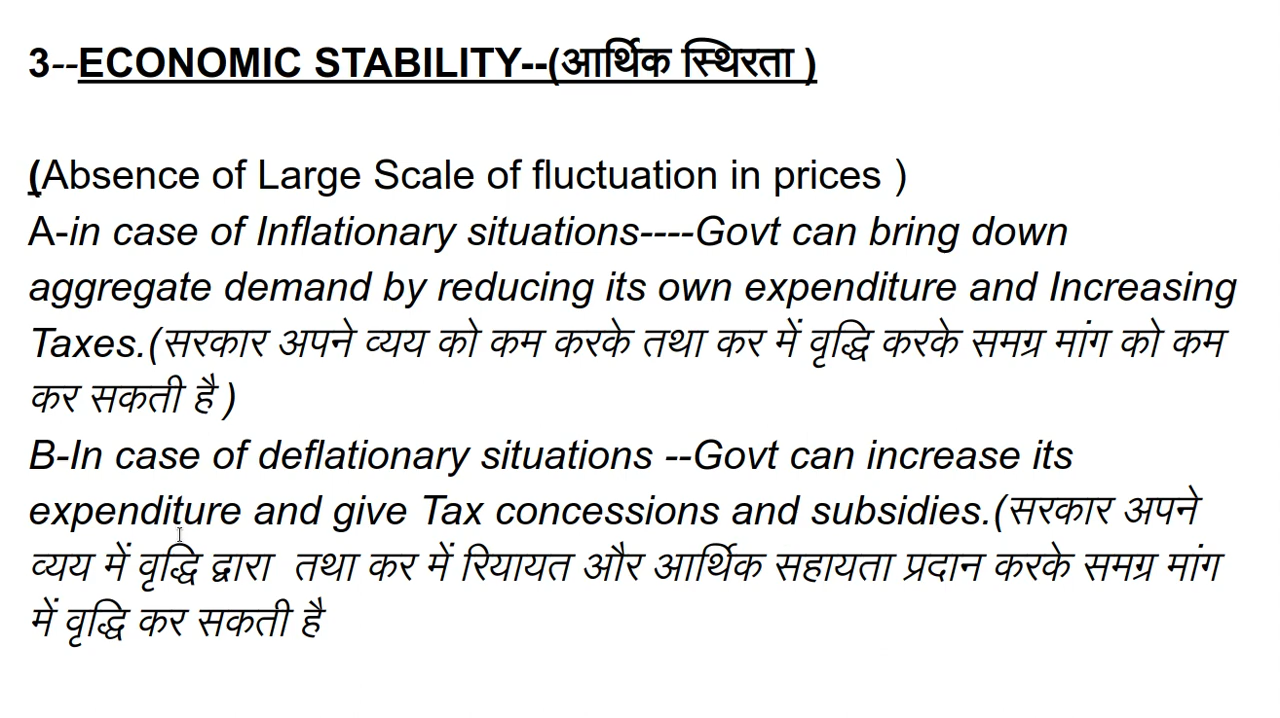 3--ECONOMIC STABILITY--(आर्थिक स्थिरता )
(Absence of Large Scale of fluctuation in prices )
A-in case of Inflationary situations----Govt can bring down
aggregate demand by reducing its own expenditure and Increasing
Taxes.(सरकार अपने व्यय को कम करके तथा कर में वृद्धि करके समग्र मांग को कम
कर सकती है )
B-In case of deflationary situations --Govt can increase its
expenditure and give Tax concessions and subsidies.(सरकार अपने
व्यय में वृद्धि द्वारा  तथा कर में रियायत और आर्थिक सहायता प्रदान करके समग्र मांग
में वृद्धि कर सकती है